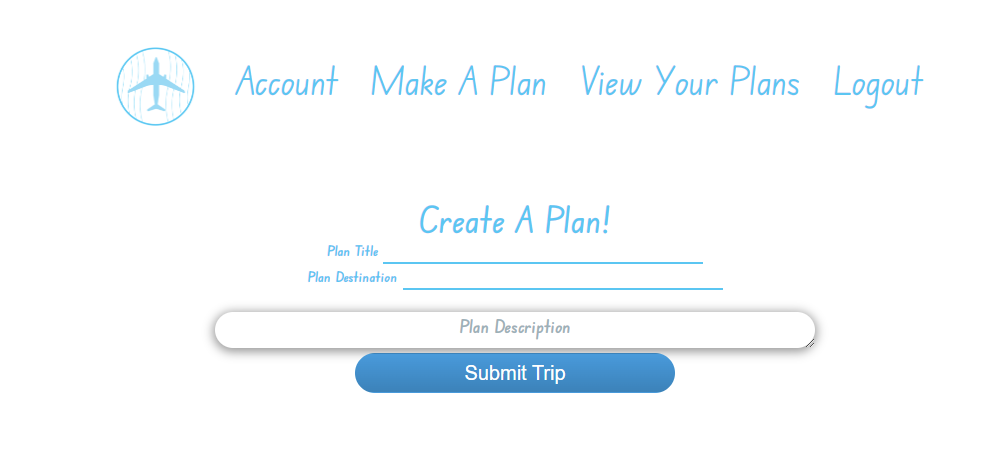 Account Make A Plan View Your Plans Logout
Create A Plan!
Plan Title
Plan Destination
Plan Description
Submit Trip